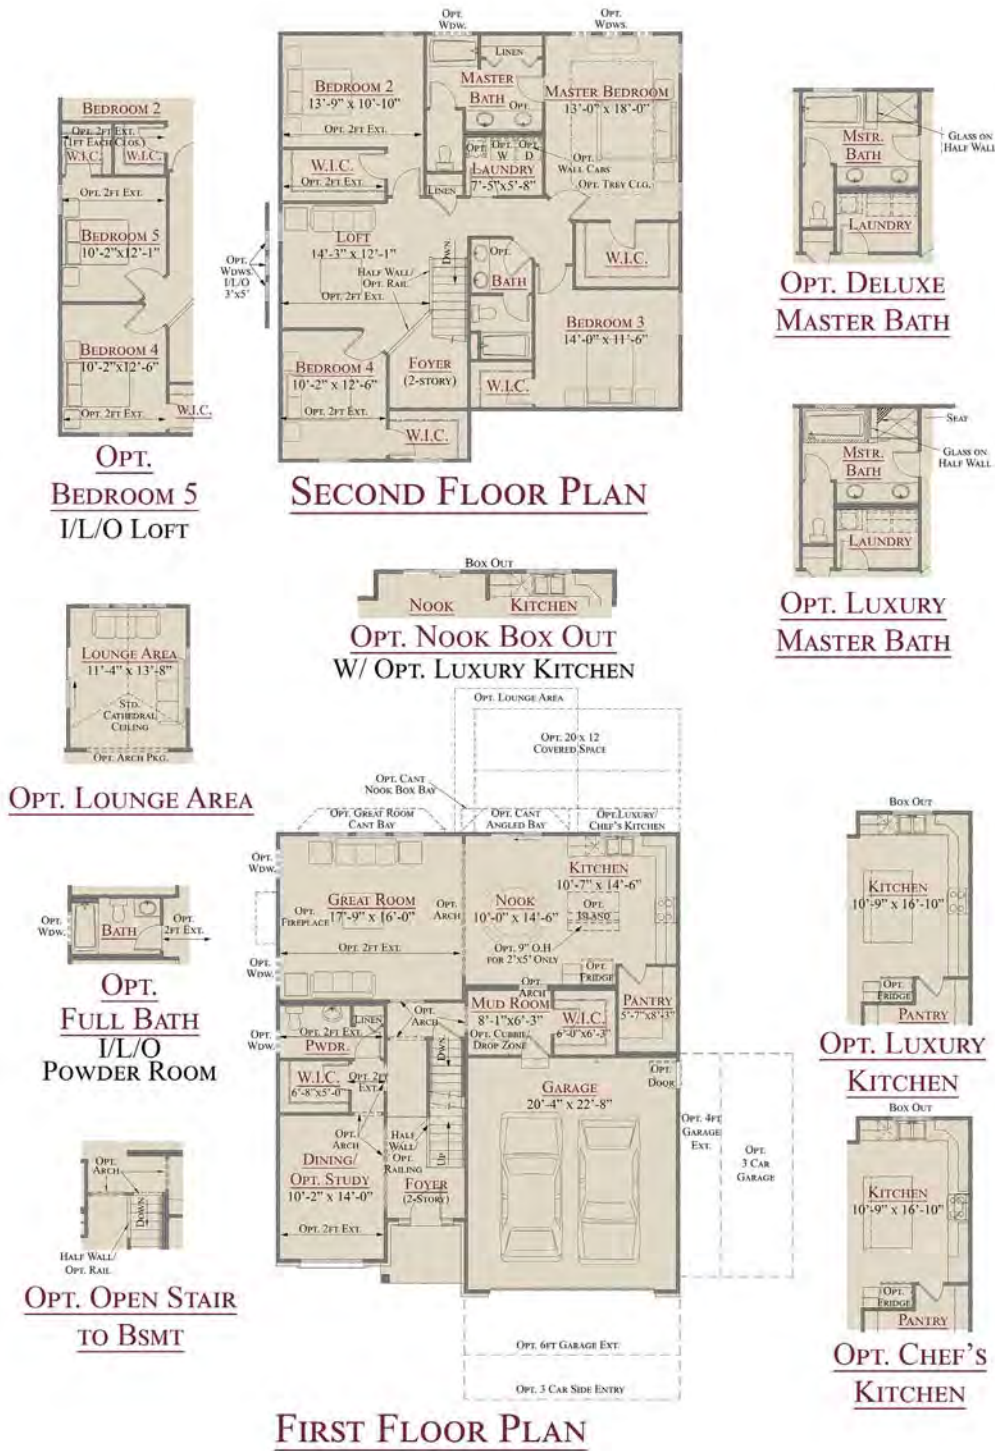 OPT. WDW.
OPT. WDWS.
LINEN
BEDROOM 2
13'-9" x 10'-10"
OPT. 2FT EXT.
MASTER BATH
OPT.
MASTER BEDROOM
13'-0" x 18'-0"
W.I.C.
OPT. 2FT EXT.
OPT.
OPT. W
OPT. D
LAUNDRY
7'-5"x5'-8"
OPT. WALL CABS
OPT. TREY CLG.
LINEN
LOFT
14'-3" x 12'-1"
OPT. WDWS. I/L/O 3'x5'
HALF WALL/ OPT. RAIL
OPT. 2FT EXT.
DWN.
OPT.
BATH
W.I.C.
BEDROOM 3
14'-0" x 11'-6"
BEDROOM 4
10'-2" x 12'-6"
OPT. 2FT EXT.
FOYER
(2-STORY)
W.I.C.
W.I.C.
SECOND FLOOR PLAN
BEDROOM 2
OPT. 2FT EXT.
(1FT EACH CLOS.)
W.I.C.
W.I.C.
OPT. 2FT EXT.
BEDROOM 5
10'-2"x12'-1"
BEDROOM 4
10'-2"x12'-6"
OPT. 2FT EXT.
W.I.C.
OPT.
BEDROOM 5
I/L/O LOFT
MSTR. BATH
GLASS ON HALF WALL
LAUNDRY
OPT. DELUXE
MASTER BATH
SEAT
MSTR. BATH
GLASS ON HALF WALL
LAUNDRY
OPT. LUXURY
MASTER BATH
BOX OUT
NOOK
KITCHEN
OPT. NOOK BOX OUT
W/ OPT. LUXURY KITCHEN
LOUNGE AREA
11'-4" x 13'-8"
STD. CATHEDRAL CEILING
OPT. ARCH PKG.
OPT. LOUNGE AREA
OPT. LOUNGE AREA
OPT. 20 x 12
COVERED SPACE
OPT. CANT NOOK BOX BAY
OPT. GREAT ROOM CANT BAY
OPT. CANT ANGLED BAY
OPT.LUXURY/ CHEF'S KITCHEN
OPT. WDW.
OPT. FIREPLACE
GREAT ROOM
17'-9" x 16'-0"
OPT. ARCH
OPT. 2FT EXT.
OPT. WDW.
NOOK
10'-0" x 14'-6"
KITCHEN
10'-7" x 14'-6"
OPT. ISLAND
OPT. 9" O.H
FOR 2'x5' ONLY
OPT. FRIDGE
OPT. ARCH
MUD ROOM
8'-1"x6'-3"
OPT. CUBBIE/ DROP ZONE
W.I.C.
6'-0"x6'-3"
PANTRY
5'-7"x8'-3"
OPT. ARCH
LINEN
OPT. 2FT EXT.
OPT. WDW.
PWDR.
W.I.C.
6'-8"x5'-0"
OPT. 2FT EXT.
DWN.
OPT. ARCH
HALF WALL/ OPT. RAILING
UP
DINING/
OPT. STUDY
10'-2" x 14'-0"
OPT. 2FT EXT.
FOYER
(2-STORY)
GARAGE
20'-4" x 22'-8"
OPT. DOOR
OPT. 4FT GARAGE EXT.
OPT. 3 CAR GARAGE
OPT. 6FT GARAGE EXT.
OPT. 3 CAR SIDE ENTRY
FIRST FLOOR PLAN
OPT. WDW.
BATH
OPT. 2FT EXT.
OPT.
FULL BATH
I/L/O
POWDER ROOM
OPT. ARCH
DOWN
HALF WALL/ OPT. RAIL
OPT. OPEN STAIR
TO BSMT
BOX OUT
KITCHEN
10'-9" x 16'-10"
OPT. FRIDGE
PANTRY
OPT. LUXURY
KITCHEN
BOX OUT
KITCHEN
10'-9" x 16'-10"
OPT. FRIDGE
PANTRY
OPT. CHEF'S
KITCHEN